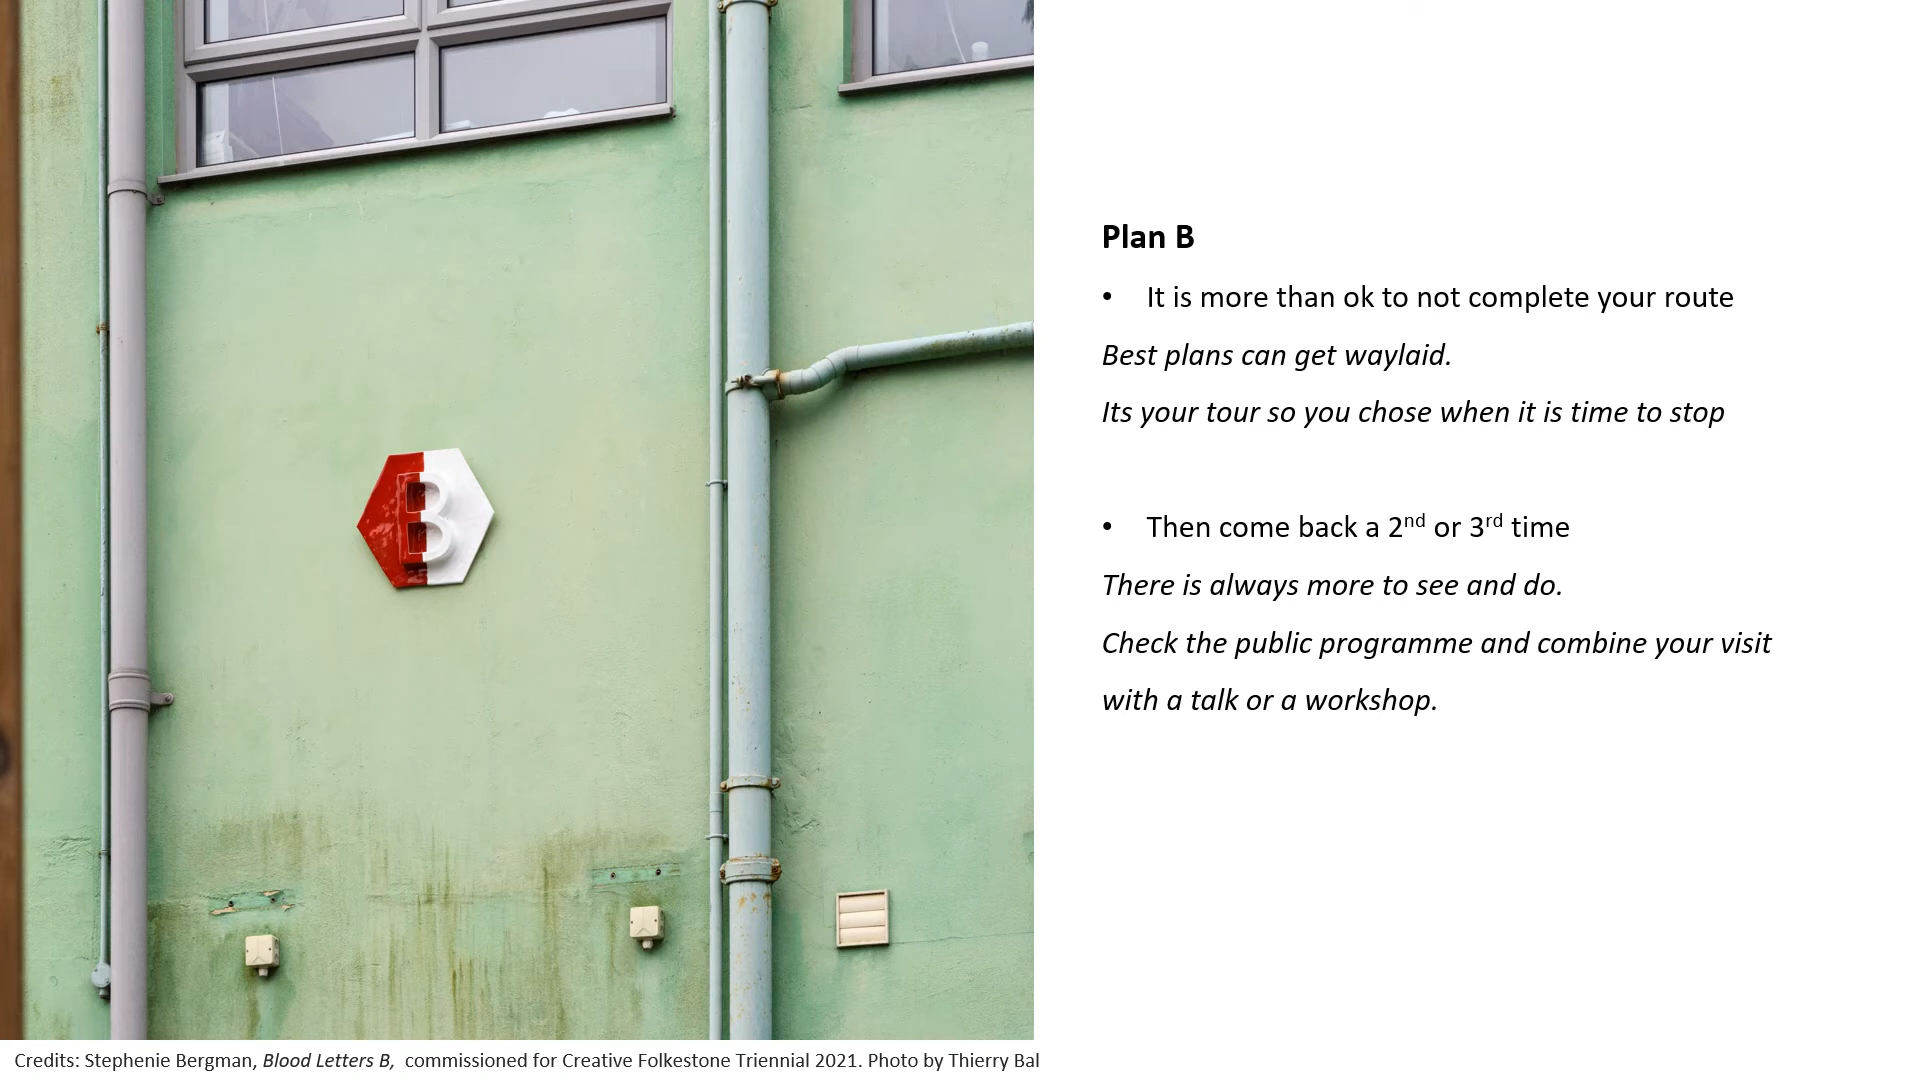 B
Plan B
• It is more than ok to not complete your route
Best plans can get waylaid.
Its your tour so you chose when it is time to stop
• Then come back a 2nd or 3rd time
There is always more to see and do.
Check the public programme and combine your visit
with a talk or a workshop.
Credits: Stephenie Bergman, Blood Letters B, commissioned for Creative Folkestone Triennial 2021. Photo by Thierry Bal